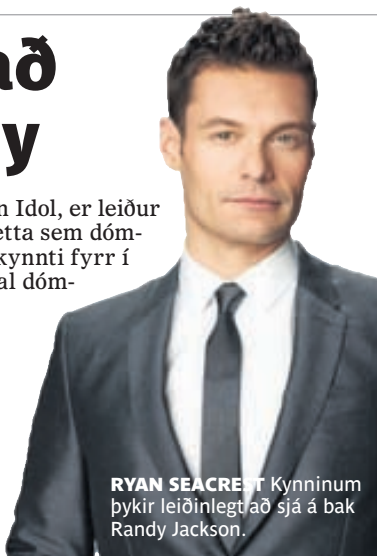 að
y
n Idol, er leiður
etta sem dóm-
kynnti fyrr í
al dóm-
RYAN SEACREST Kynninum
þykir leiðinlegt að sjá á bak
Randy Jackson.